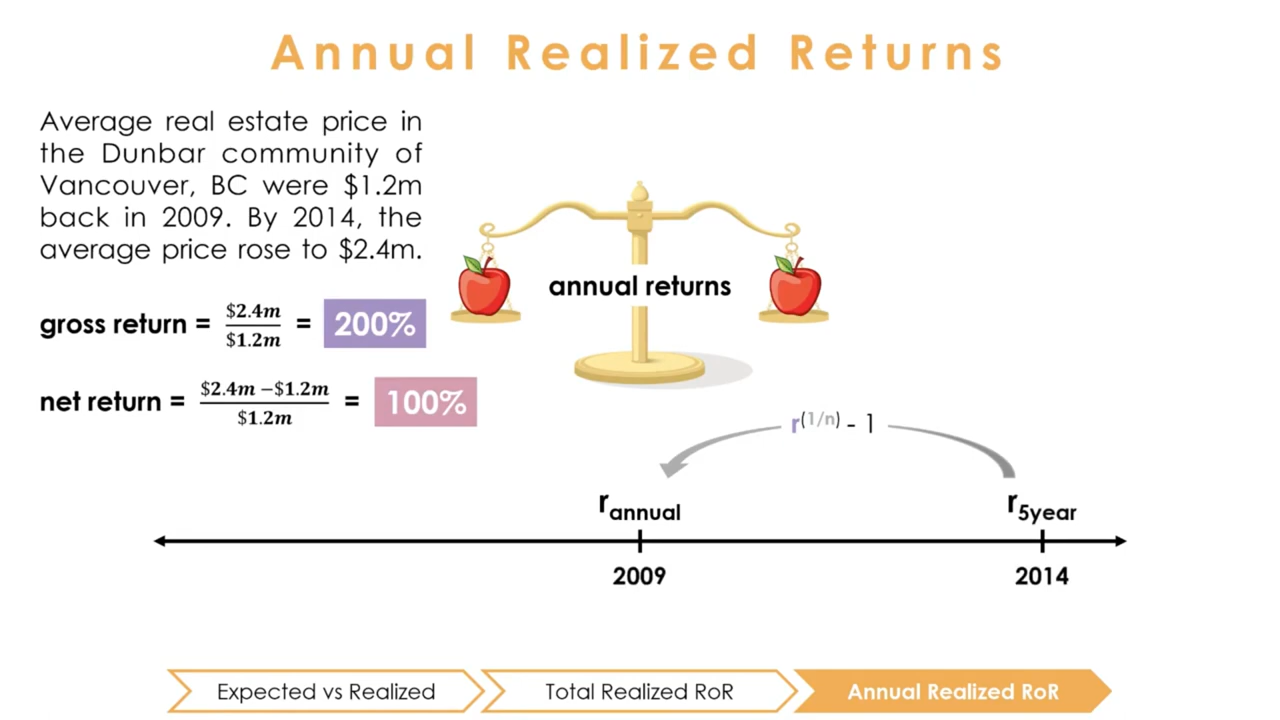 Annual Realized Returns
Average real estate price in
the Dunbar community of
Vancouver, BC were $1.2m
back in 2009. By 2014, the
average price rose to $2.4m.
gross return = $2.4m / $1.2m = 200%
net return = $2.4m −$1.2m / $1.2m = 100%
annual returns
r(1/n) - 1
rannual
r5year
2009
2014
Expected vs Realized
Total Realized RoR
Annual Realized RoR